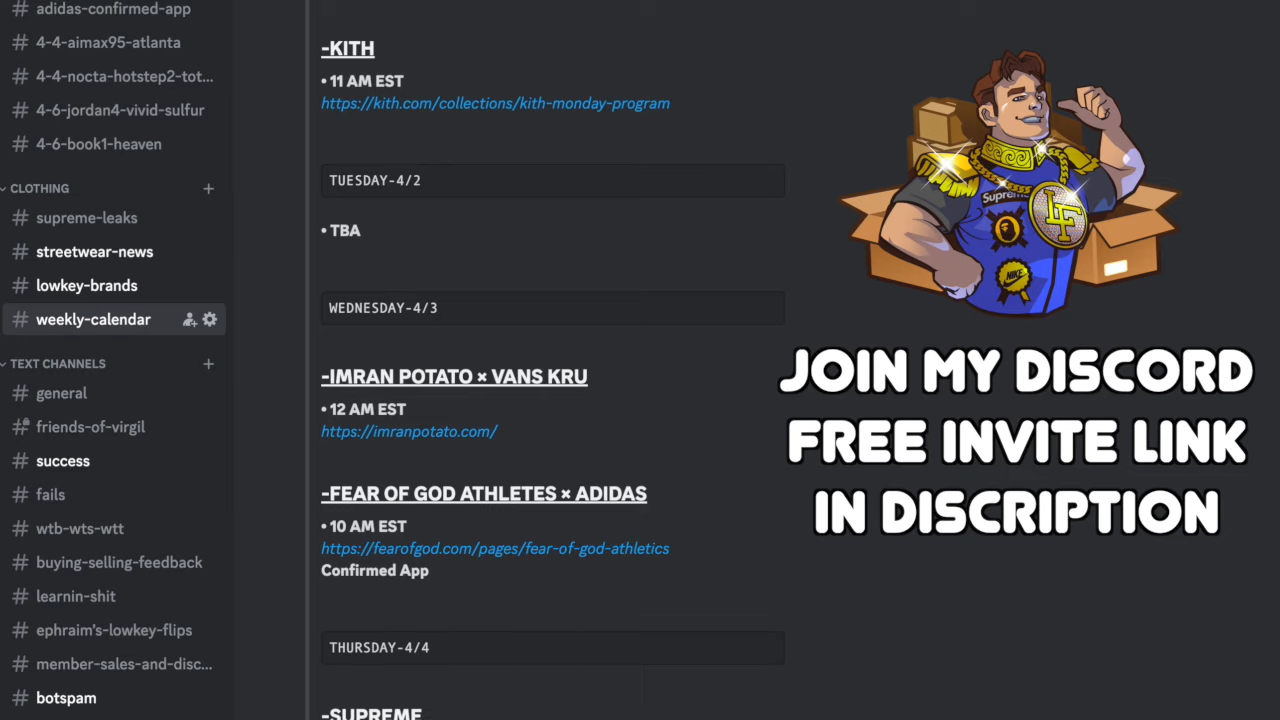 adidas-confirmed-app
4-4-aimax95-atlanta
4-4-nocta-hotstep2-tot...
4-6-jordan4-vivid-sulfur
4-6-book1-heaven
CLOTHING
supreme-leaks
streetwear-news
lowkey-brands
weekly-calendar
TEXT CHANNELS
general
friends-of-virgil
success
fails
wtb-wts-wtt
buying-selling-feedback
learnin-shit
ephraim's-lowkey-flips
member-sales-and-disc...
botspam
-KITH
• 11 AM EST
https://kith.com/collections/kith-monday-program
TUESDAY-4/2
• TBA
WEDNESDAY-4/3
-IMRAN POTATO × VANS KRU
• 12 AM EST
https://imranpotato.com/
-FEAR OF GOD ATHLETES × ADIDAS
• 10 AM EST
https://fearofgod.com/pages/fear-of-god-athletics
Confirmed App
THURSDAY-4/4
-SUPREME
Supreme
LF
NIKE
JOIN MY DISCORD
FREE INVITE LINK
IN DISCRIPTION